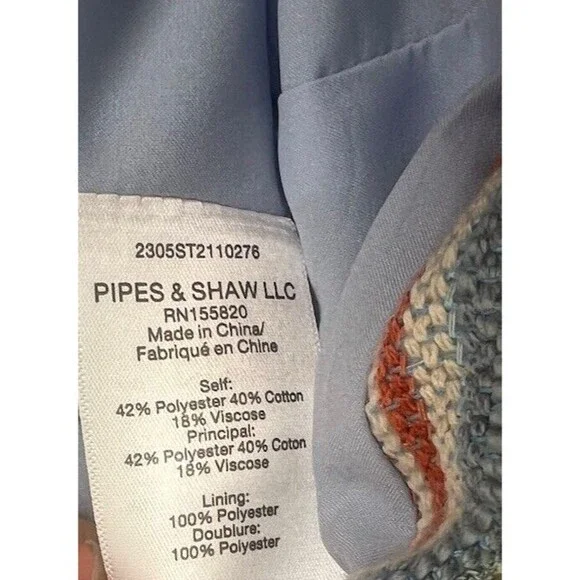 2305ST2110276
PIPES & SHAW LLC
RN155820
Made in China/
Fabriqué en Chine
Self:
42% Polyester 40% Cotton
18% Viscose
Principal:
42% Polyester 40% Coton
18% Viscose
Lining:
100% Polyester
Doublure:
100% Polyester